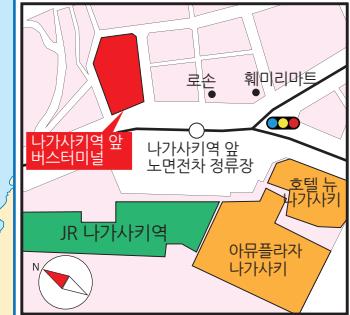 로손
훼미리마트
나가사키역 앞
버스터미널
나가사키역 앞
노면전차 정류장
호텔 뉴
나가사키
JR 나가사키역
아뮤플라자
나가사키
N